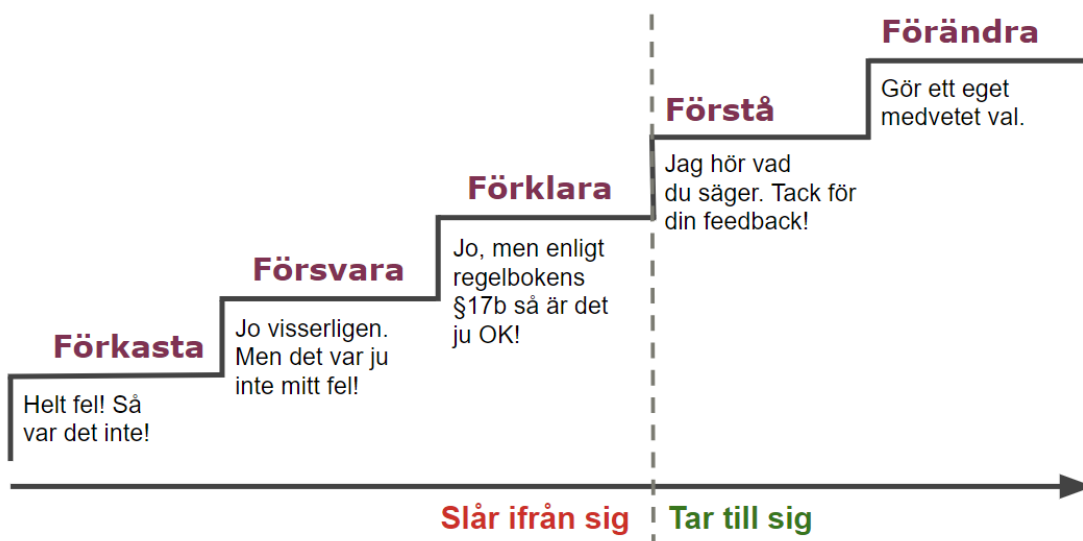 Förkasta
Helt fel! Så
var det inte!
Försvara
Jo visserligen.
Men det var ju
inte mitt fel!
Förklara
Jo, men enligt
regelbokens
§17b så är det
ju OK!
Förstå
Jag hör vad
du säger. Tack för
din feedback!
Förändra
Gör ett eget
medvetet val.
Slår ifrån sig
Tar till sig